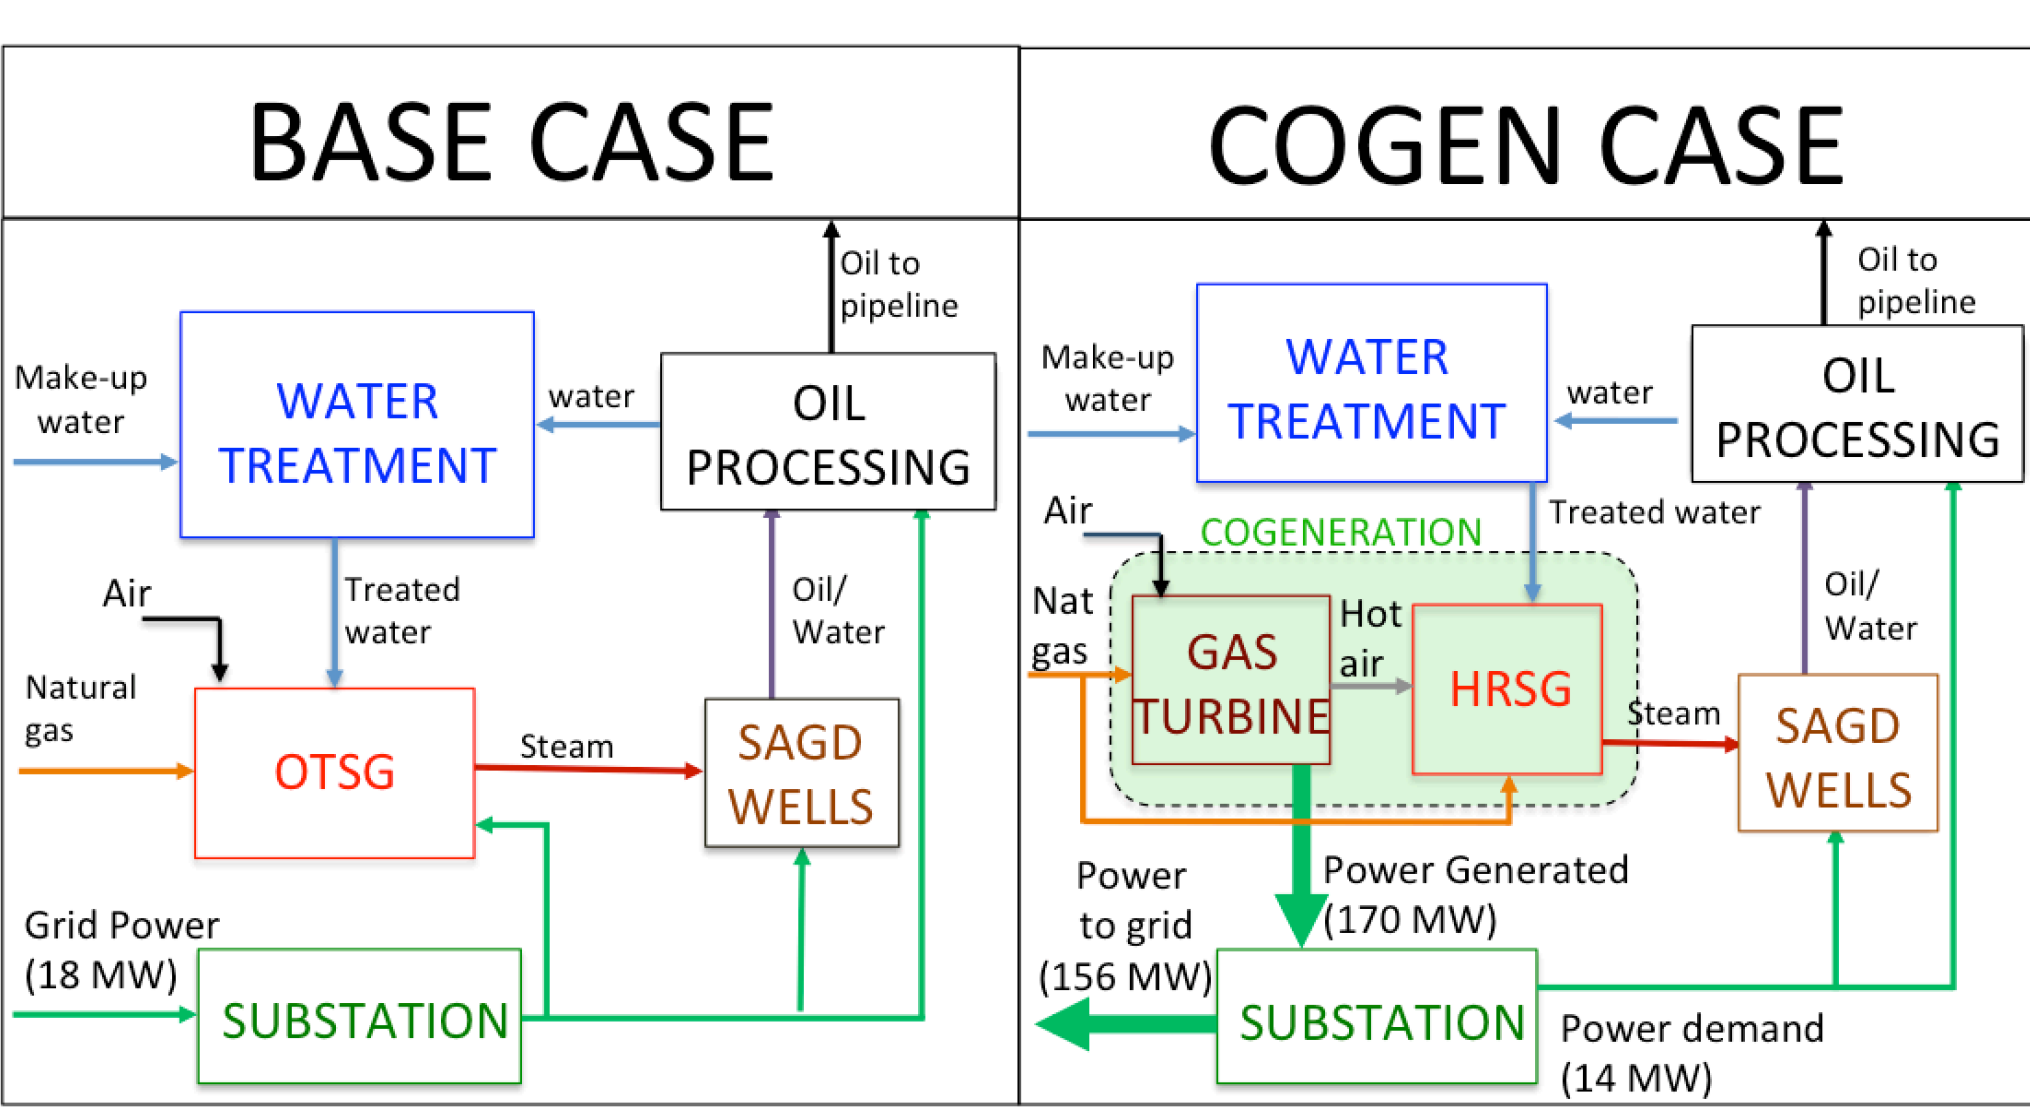 BASE CASE
COGEN CASE
Oil to
pipeline
Make-up
water
WATER
TREATMENT
water
OIL
PROCESSING
Air
Treated
water
Oil/
Water
Natural
gas
OTSG
Steam
SAGD
WELLS
Grid Power
(18 MW)
SUBSTATION
Oil to
pipeline
Make-up
water
WATER
TREATMENT
water
OIL
PROCESSING
Air
COGENERATION
Treated water
Nat
gas
GAS
TURBINE
Hot
air
HRSG
Oil/
Water
Steam
SAGD
WELLS
Power
to grid
(156 MW)
Power Generated
(170 MW)
SUBSTATION
Power demand
(14 MW)